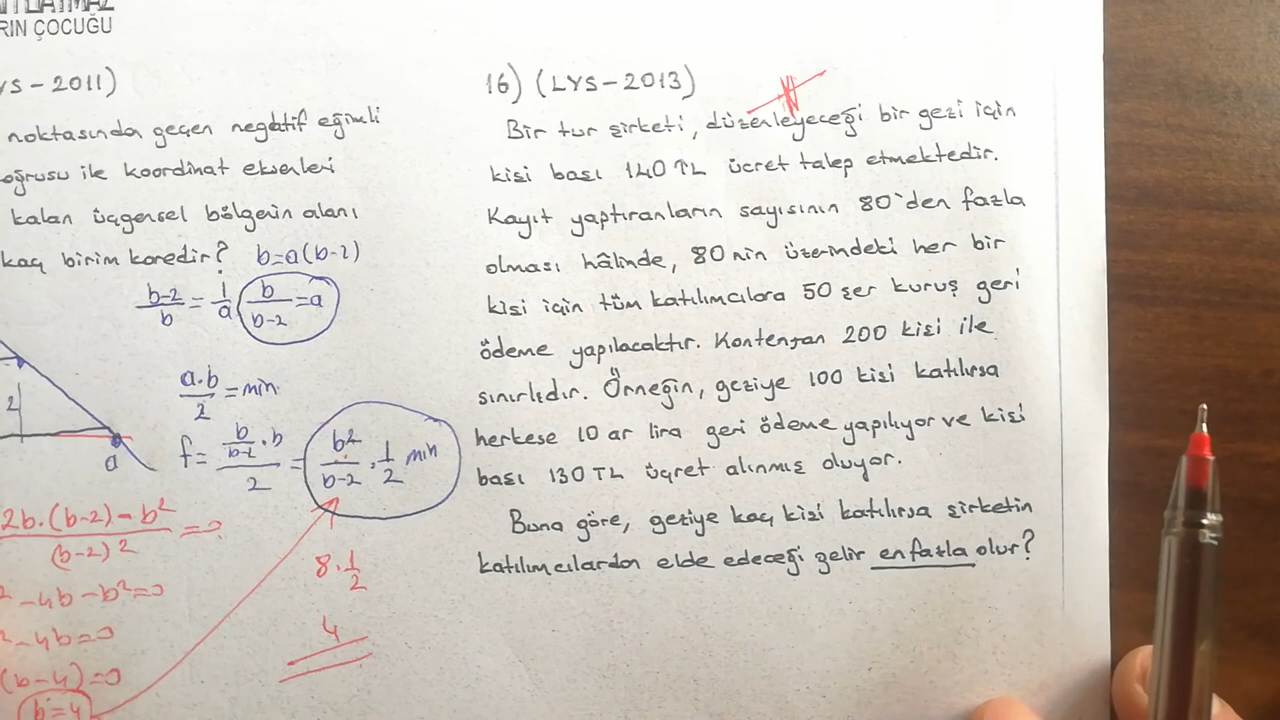 RIN ÇOCUĞU
YS - 2011)
noktasında geçen negatif eğimli
oğrusu ile koordinat eksenleri
kalan üçgensel bölgenin alanı
kaç birim karedir? b=a(b-2)
b-2/b = 1/a b/b-2 = a
a.b/2 = min.
f = b/b-2 . b / 2 = b²/b-2 . 1/2 min
2
a
2b.(b-2) - b² / (b-2)² = 0
² - 4b - b² = 0
² - 4b = 0
(b-4) = 0
b=4
8.1/2
4
16) (LYS - 2013)
Bir tur şirketi, düzenleyeceği bir gezi için
kişi başı 140 TL ücret talep etmektedir.
Kayıt yaptıranların sayısının 80'den fazla
olması hâlinde, 80 nin üzerindeki her bir
kişi için tüm katılımcılara 50 şer kuruş geri
ödeme yapılacaktır. Kontenjan 200 kişi ile
sınırlıdır. Örneğin, geziye 100 kişi katılırsa
herkese 10 ar lira geri ödeme yapılıyor ve kişi
başı 130 TL ücret alınmış oluyor.
Buna göre, geziye kaç kişi katılırsa şirketin
katılımcılardan elde edeceği gelir en fazla olur?